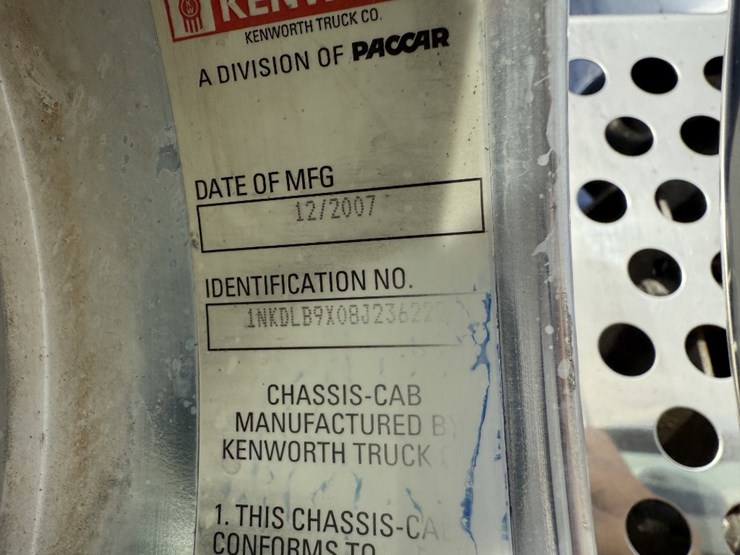 KENW
KENWORTH TRUCK CO.
A DIVISION OF PACCAR
DATE OF MFG
12/2007
IDENTIFICATION NO.
1NKDLB9X08J23622
CHASSIS-CAB
MANUFACTURED B
KENWORTH TRUCK
1. THIS CHASSIS-CA
CONFORMS TO